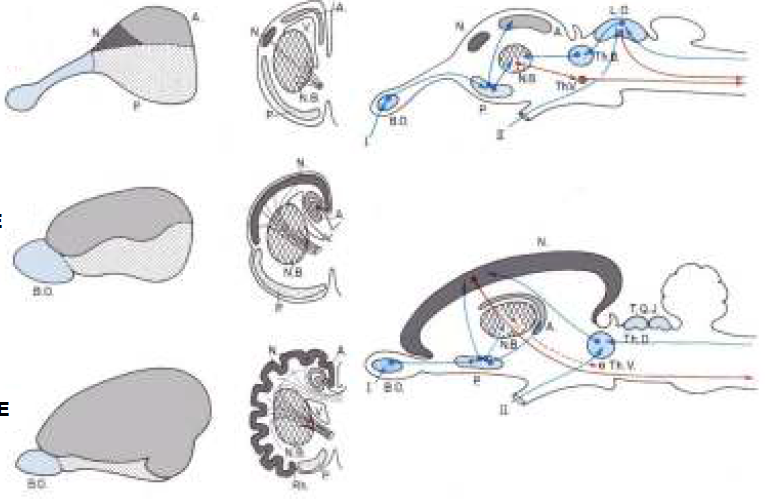 N.
A.
P.
N.
A.
V.
N.B.
P.
N.
A.
N.B.
P.
B.O.
L.O.
Th.D.
Th.V.
I
II
E
B.O.
N.
A.
N.B.
P.
N.
A.
N.B.
P.
I
B.O.
T.Q.J.
Th.D.
Th.V.
II
E
B.O.
N.
A.
V.
N.B.
P.
Rh.